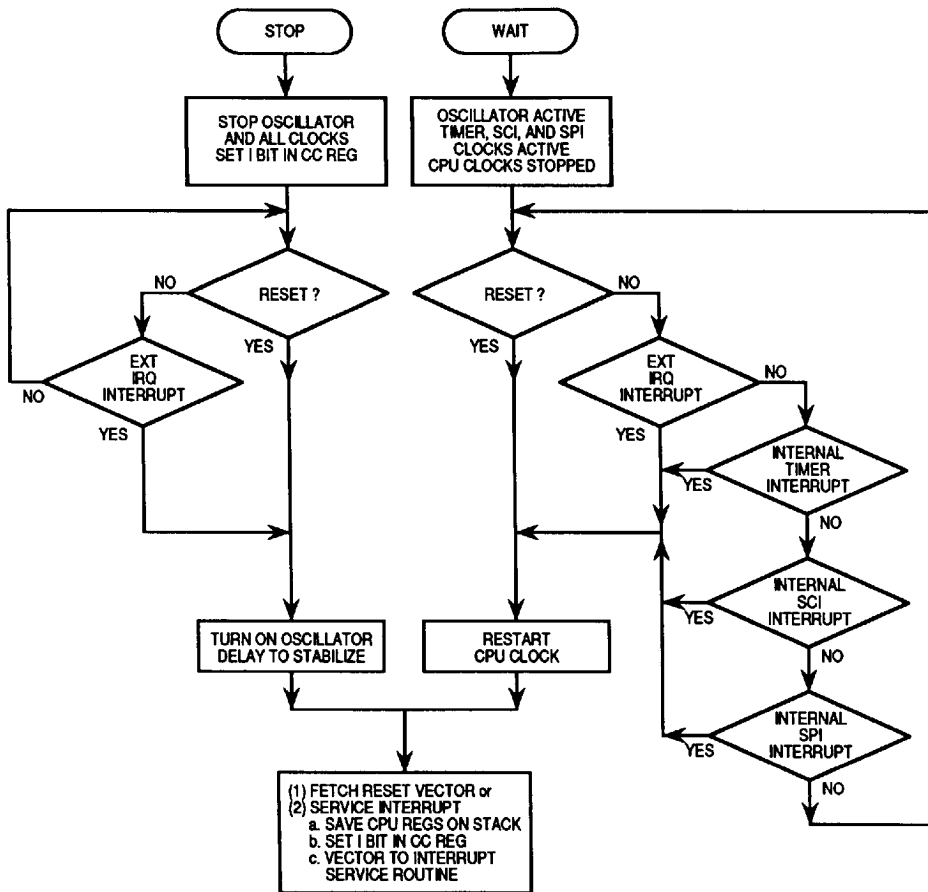 STOP
WAIT
STOP OSCILLATOR
AND ALL CLOCKS
SET I BIT IN CC REG
OSCILLATOR ACTIVE
TIMER, SCI, AND SPI
CLOCKS ACTIVE
CPU CLOCKS STOPPED
NO
RESET ?
YES
RESET ?
NO
YES
EXT
IRQ
INTERRUPT
NO
YES
EXT
IRQ
INTERRUPT
NO
YES
INTERNAL
TIMER
INTERRUPT
YES
NO
INTERNAL
SCI
INTERRUPT
YES
NO
TURN ON OSCILLATOR
DELAY TO STABILIZE
RESTART
CPU CLOCK
INTERNAL
SPI
INTERRUPT
YES
NO
(1) FETCH RESET VECTOR or
(2) SERVICE INTERRUPT
a. SAVE CPU REGS ON STACK
b. SET I BIT IN CC REG
c. VECTOR TO INTERRUPT
SERVICE ROUTINE